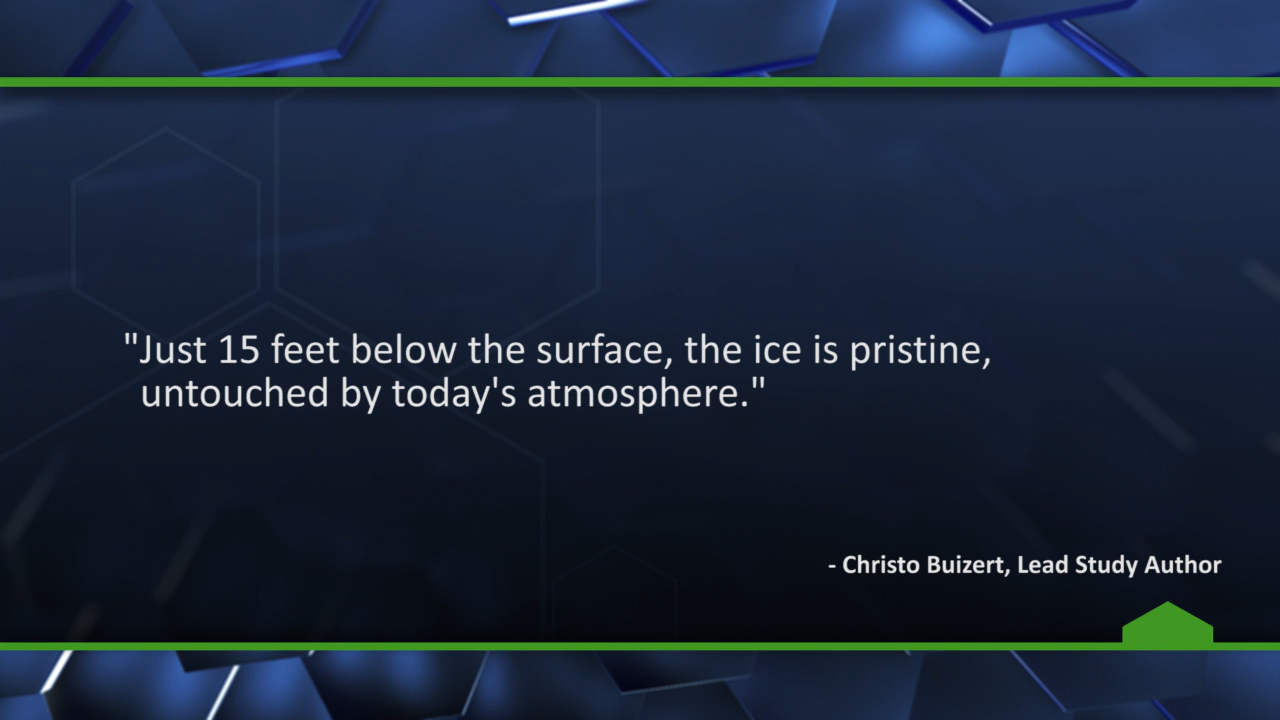 "Just 15 feet below the surface, the ice is pristine,
untouched by today's atmosphere."
- Christo Buizert, Lead Study Author